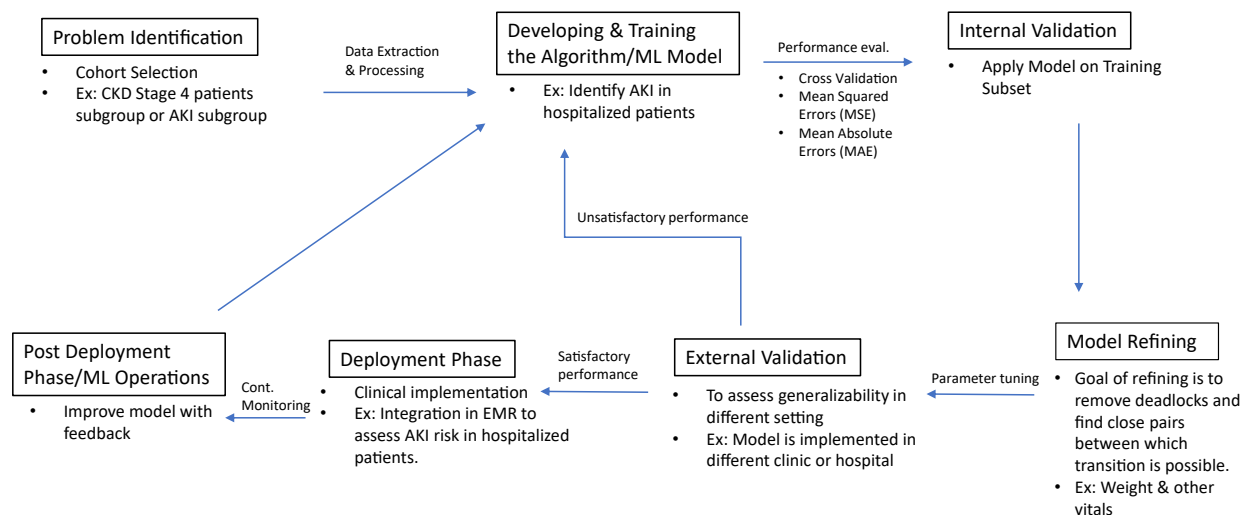 Problem Identification
• Cohort Selection
• Ex: CKD Stage 4 patients
subgroup or AKI subgroup
Data Extraction
& Processing
Developing & Training
the Algorithm/ML Model
• Ex: Identify AKI in
hospitalized patients
Performance eval.
• Cross Validation
• Mean Squared
Errors (MSE)
• Mean Absolute
Errors (MAE)
Internal Validation
• Apply Model on Training
Subset
Unsatisfactory performance
Model Refining
• Goal of refining is to
remove deadlocks and
find close pairs
between which
transition is possible.
• Ex: Weight & other
vitals
Parameter tuning
External Validation
• To assess generalizability in
different setting
• Ex: Model is implemented in
different clinic or hospital
Satisfactory
performance
Deployment Phase
• Clinical implementation
• Ex: Integration in EMR to
assess AKI risk in hospitalized
patients.
Cont.
Monitoring
Post Deployment
Phase/ML Operations
• Improve model with
feedback